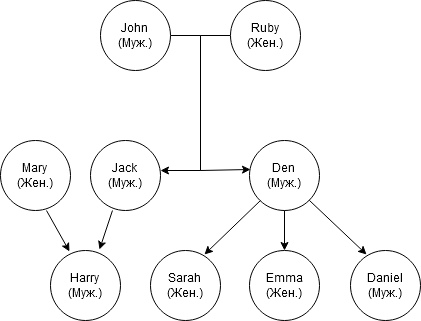 John
(Муж.)
Ruby
(Жен.)
Mary
(Жен.)
Jack
(Муж.)
Den
(Муж.)
Harry
(Муж.)
Sarah
(Жен.)
Emma
(Жен.)
Daniel
(Муж.)